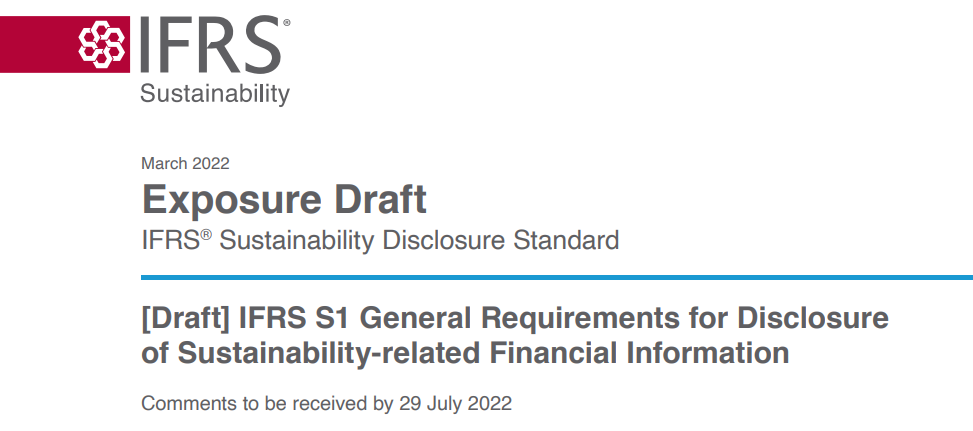 IFRS®
Sustainability
March 2022
Exposure Draft
IFRS® Sustainability Disclosure Standard
[Draft] IFRS S1 General Requirements for Disclosure
of Sustainability-related Financial Information
Comments to be received by 29 July 2022